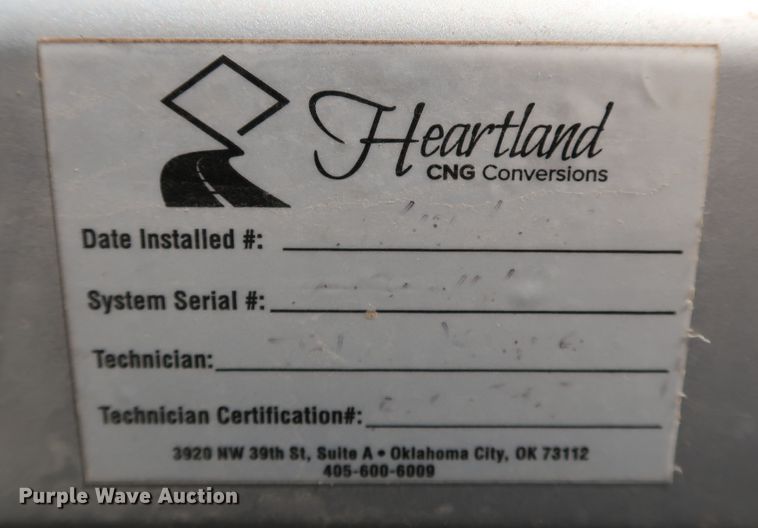 Heartland
CNG Conversions
Date Installed #:
System Serial #:
Technician:
Technician Certification#:
3920 NW 39th St, Suite A • Oklahoma City, OK 73112
405-600-6009
Purple Wave Auction